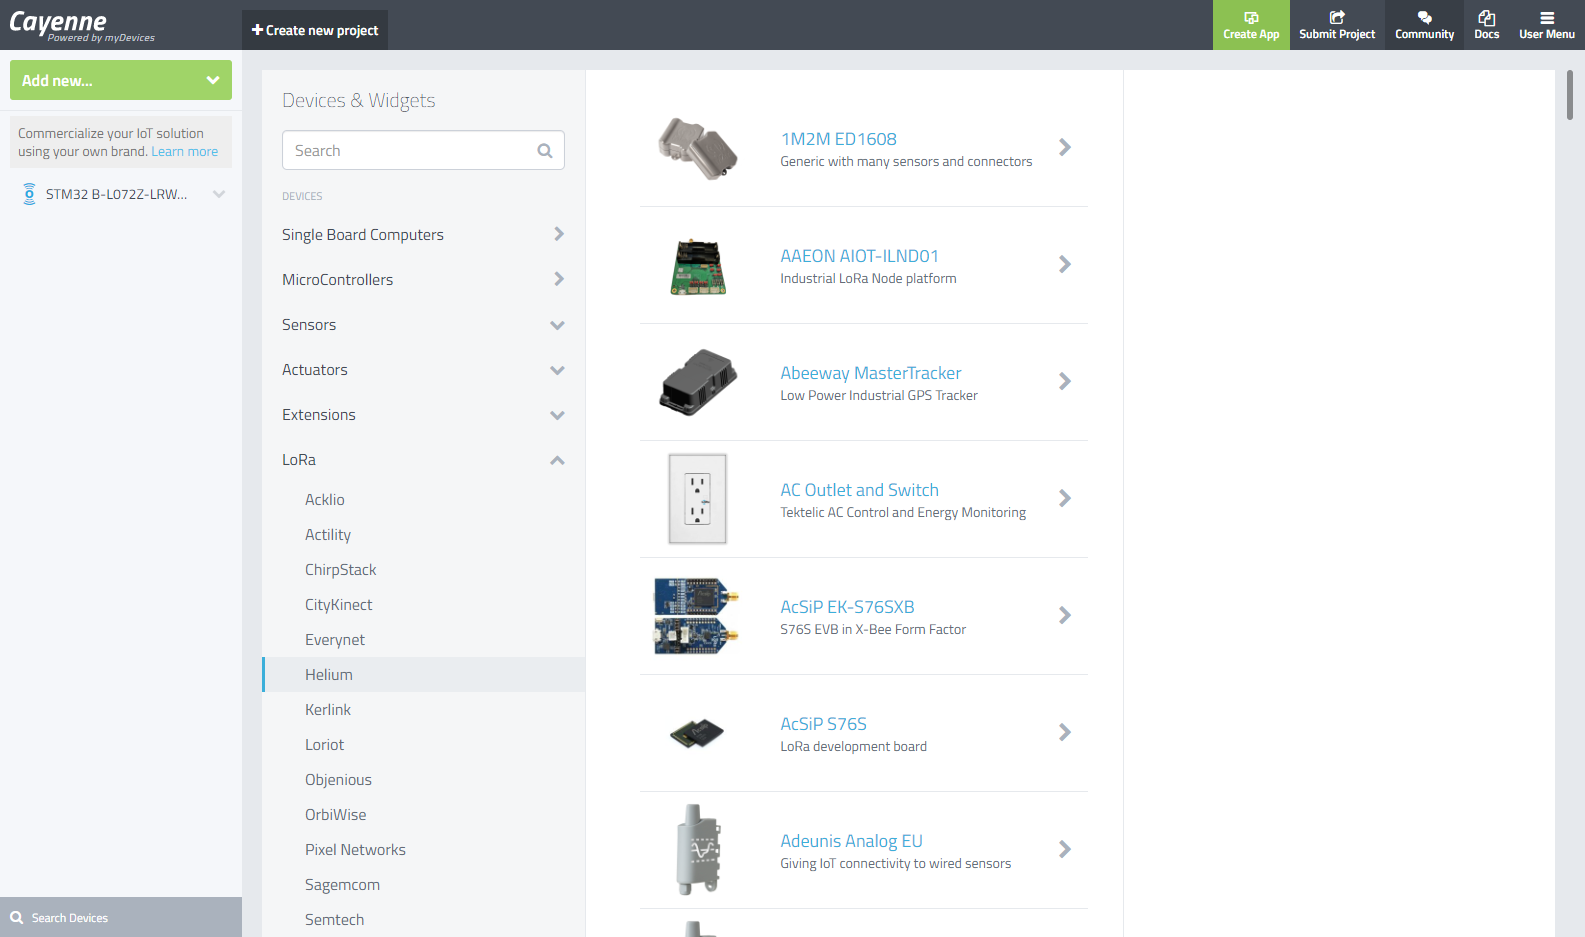 Cayenne
Powered by myDevices
Create new project
Create App
Submit Project
Community
Docs
User Menu
Add new...
Commercialize your IoT solution
using your own brand. Learn more
STM32 B-L072Z-LRW...
Search Devices
Devices & Widgets
Search
DEVICES
Single Board Computers
MicroControllers
Sensors
Actuators
Extensions
LoRa
Acklio
Actility
ChirpStack
CityKinect
Everynet
Helium
Kerlink
Loriot
Objenious
OrbiWise
Pixel Networks
Sagemcom
Semtech
1M2M ED1608
Generic with many sensors and connectors
AAEON AIOT-ILND01
Industrial LoRa Node platform
Abeeway MasterTracker
Low Power Industrial GPS Tracker
AC Outlet and Switch
Tektelic AC Control and Energy Monitoring
AcSiP EK-S76SXB
S76S EVB in X-Bee Form Factor
AcSiP S76S
LoRa development board
Adeunis Analog EU
Giving IoT connectivity to wired sensors